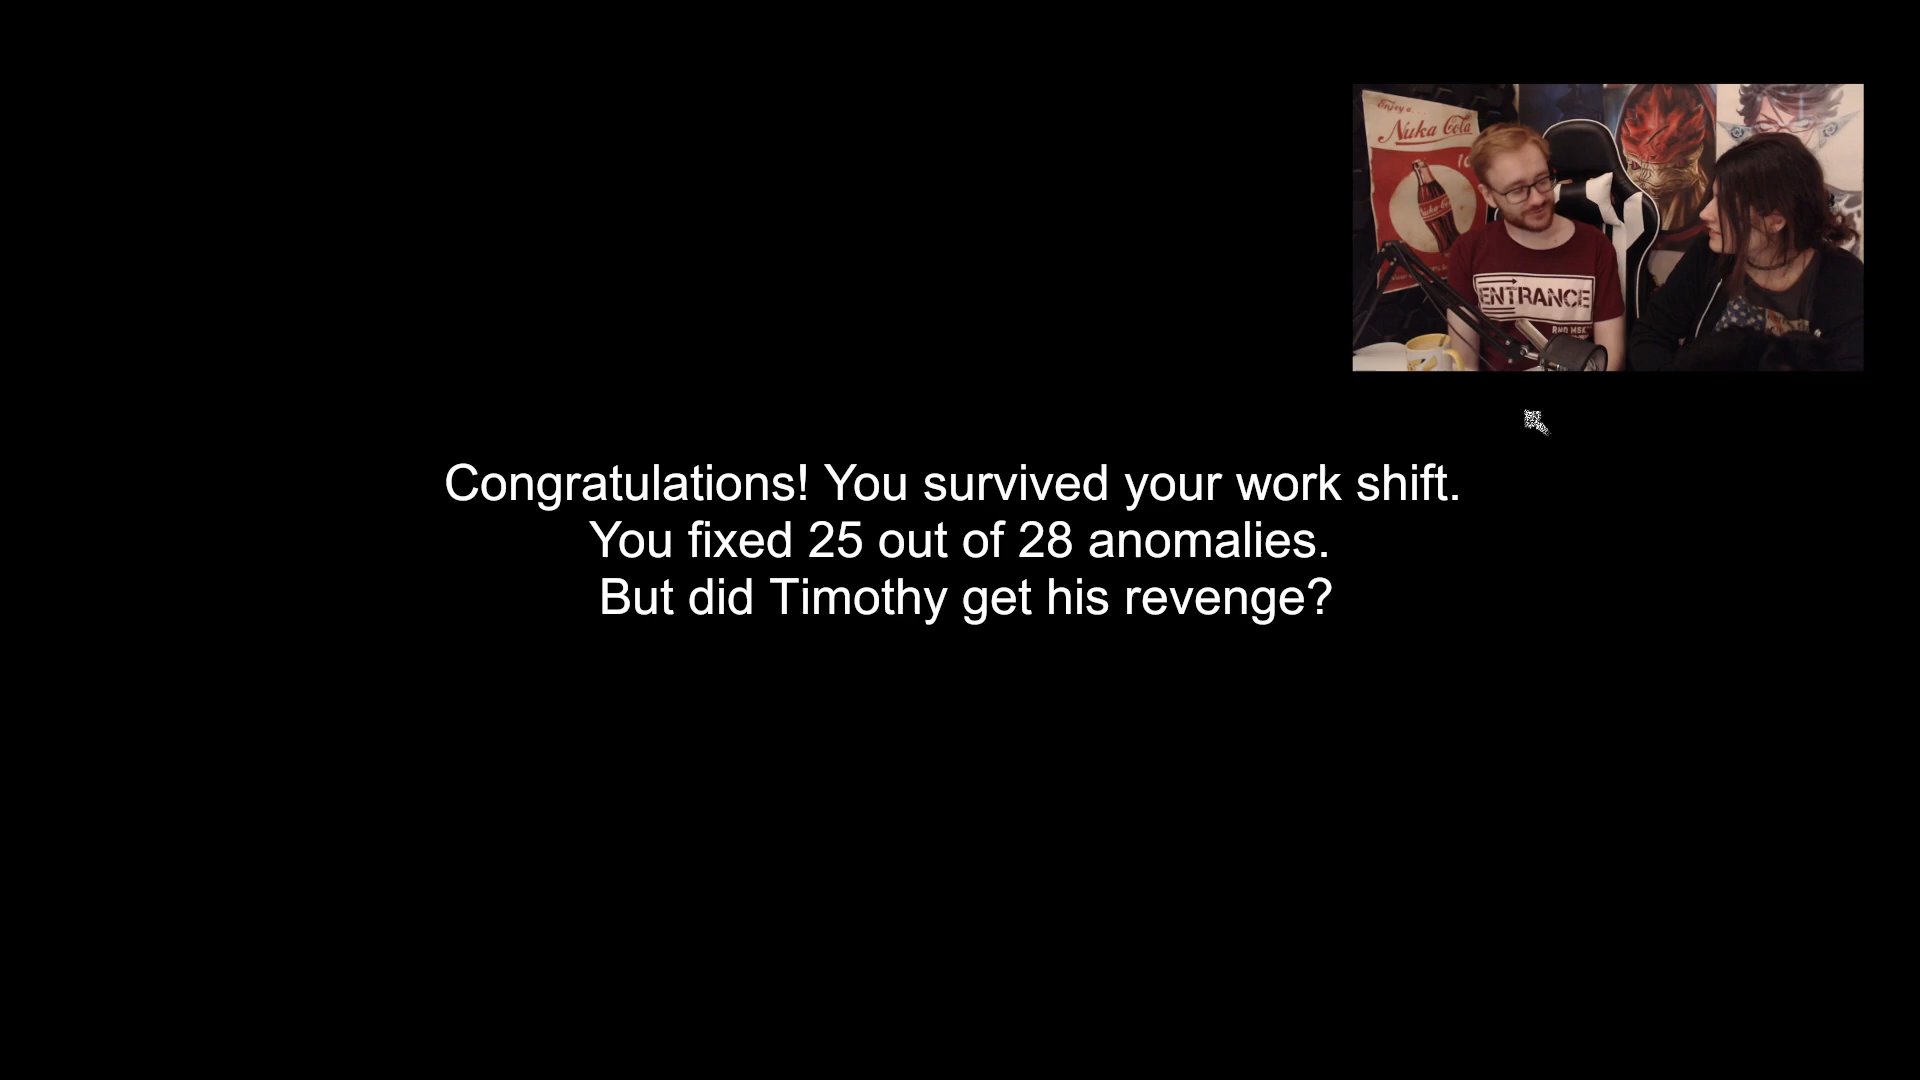 Enjoy a
Nuka Cola
ENTRANCE
Congratulations! You survived your work shift.
You fixed 25 out of 28 anomalies.
But did Timothy get his revenge?